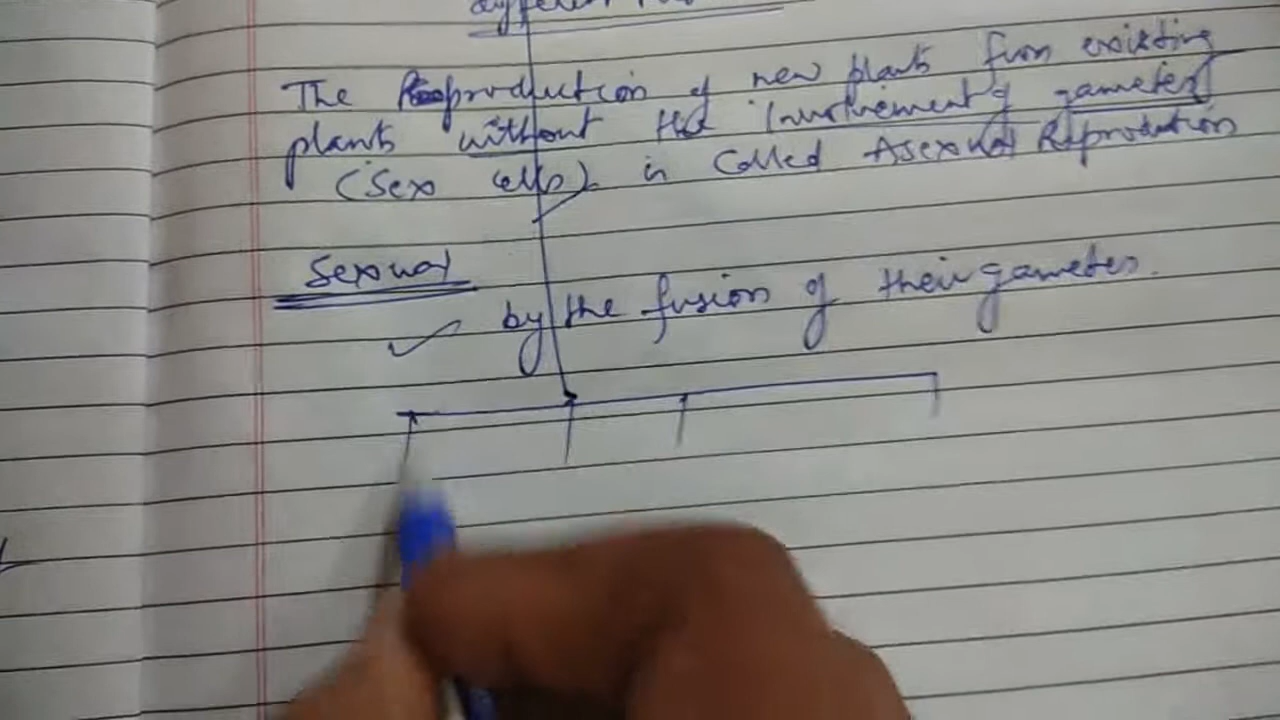 different
The Reproduction of new plants from existing
plants without the involvement of gametes
(Sex cells) is called Asexual Reproduction
Sexual
by the fusion of their gametes.